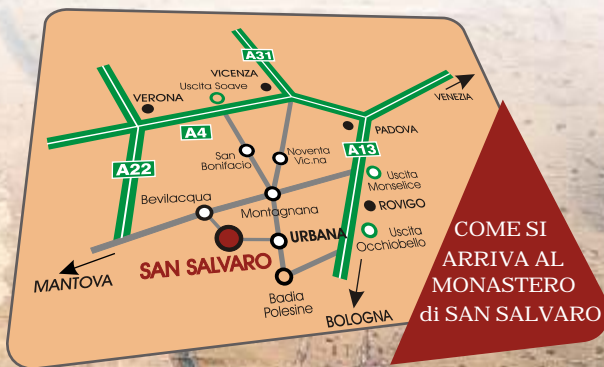 A31
VICENZA
Uscita Soave
VERONA
VENEZIA
A4
PADOVA
A22
San
Bonifacio
Noventa
Vic.na
A13
Uscita
Monselice
Bevilacqua
Montagnana
ROVIGO
URBANA
Uscita
Occhiobello
SAN SALVARO
MANTOVA
Badia
Polesine
BOLOGNA
COME SI
ARRIVA AL
MONASTERO
di SAN SALVARO